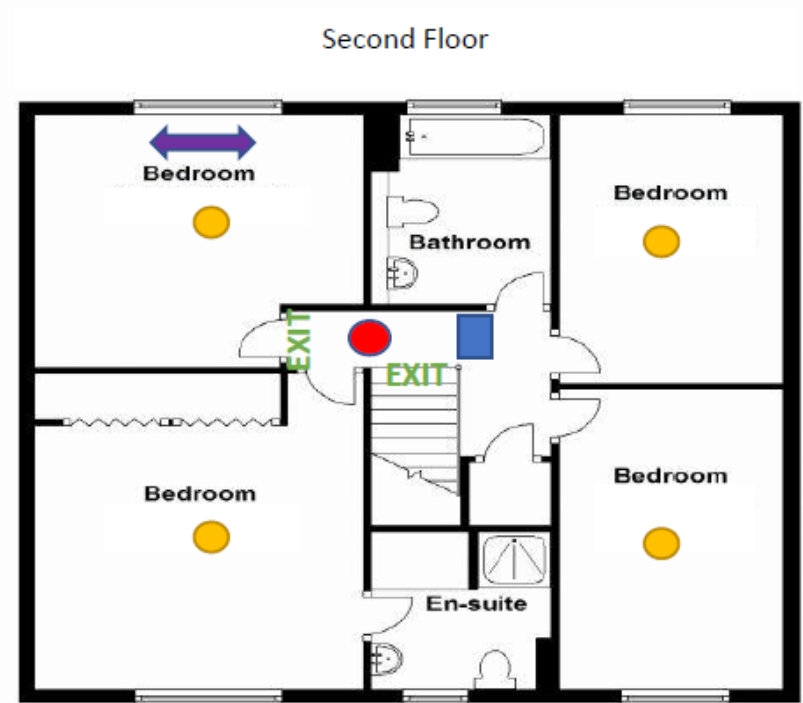 Second Floor
Bedroom
Bedroom
Bathroom
EXIT
EXIT
Bedroom
Bedroom
En-suite